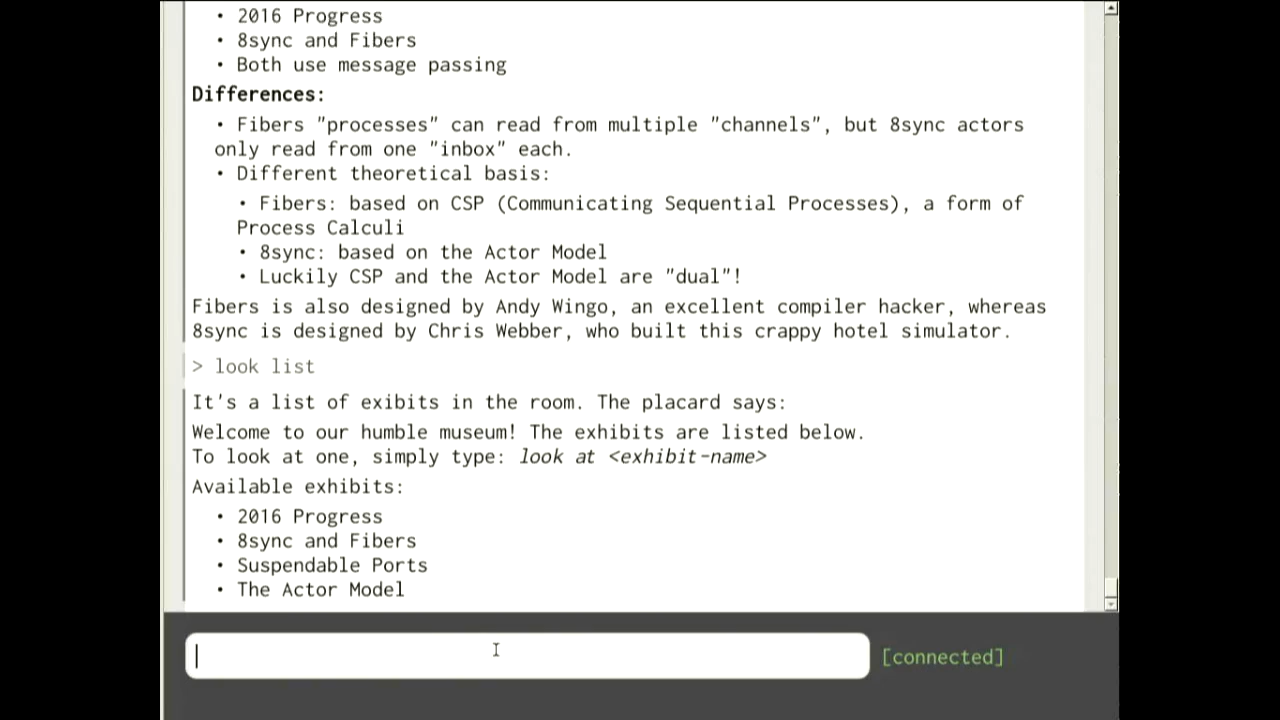 • 2016 Progress
• 8sync and Fibers
• Both use message passing
Differences:
• Fibers "processes" can read from multiple "channels", but 8sync actors
only read from one "inbox" each.
• Different theoretical basis:
• Fibers: based on CSP (Communicating Sequential Processes), a form of
Process Calculi
• 8sync: based on the Actor Model
• Luckily CSP and the Actor Model are "dual"!
Fibers is also designed by Andy Wingo, an excellent compiler hacker, whereas
8sync is designed by Chris Webber, who built this crappy hotel simulator.
> look list
It's a list of exibits in the room. The placard says:
Welcome to our humble museum! The exhibits are listed below.
To look at one, simply type: look at <exhibit-name>
Available exhibits:
• 2016 Progress
• 8sync and Fibers
• Suspendable Ports
• The Actor Model
[connected]